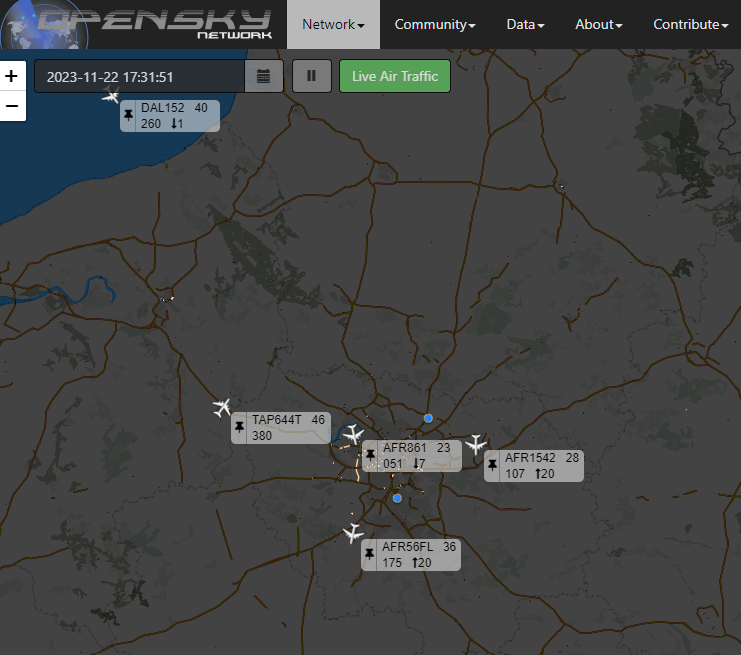 OPENSKY
NETWORK
Network Community Data About Contribute
+
−
2023-11-22 17:31:51
Live Air Traffic
DAL152 40
260 ↓1
TAP644T 46
380
AFR861 23
051 ↓7
AFR1542 28
107 ↑20
AFR56FL 36
175 ↑20